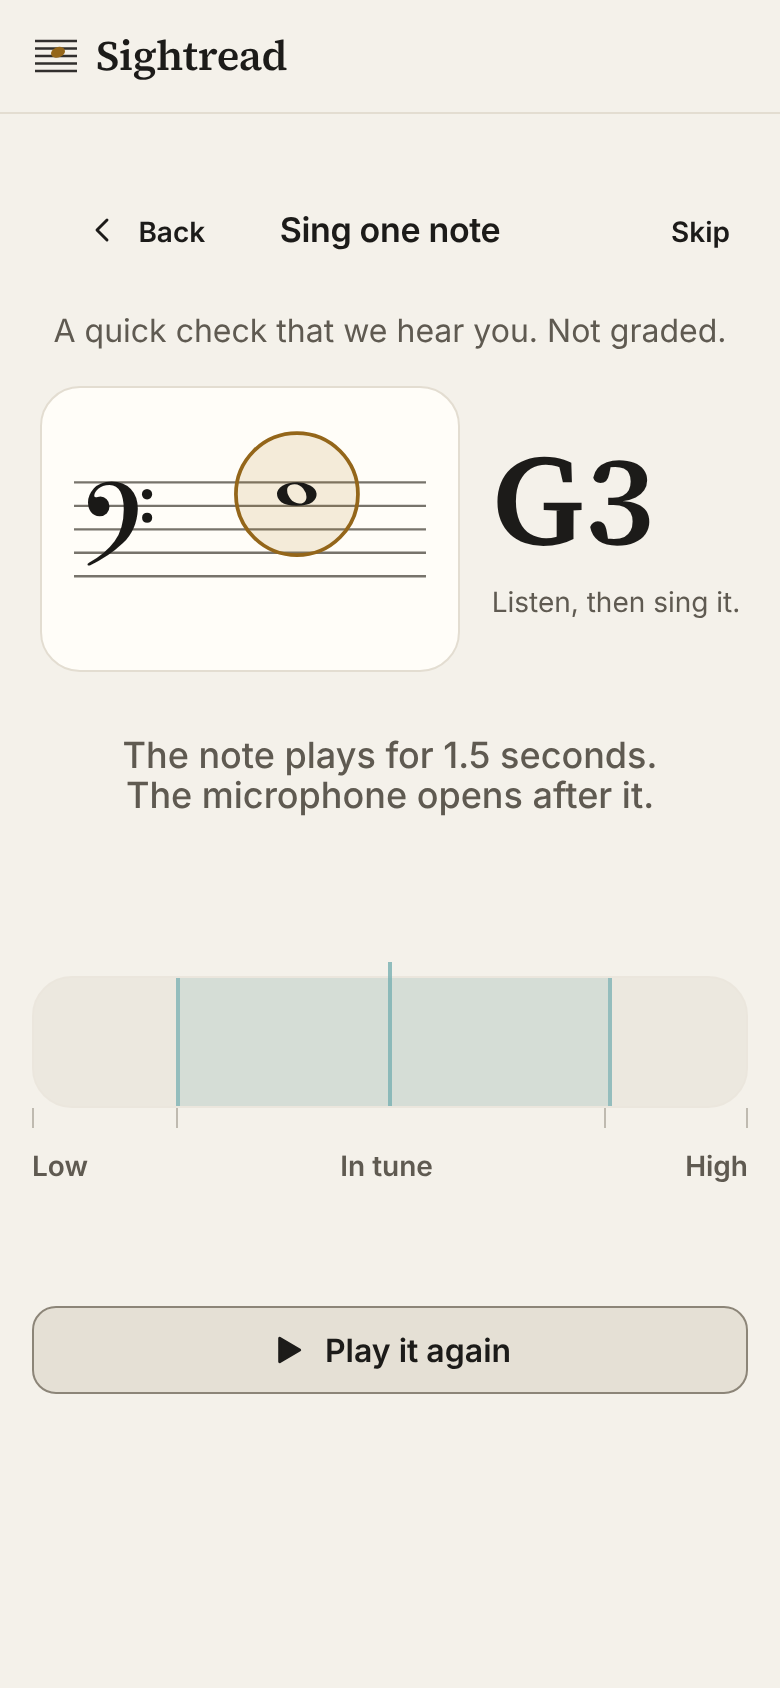 Sightread
Back
Sing one note
Skip
A quick check that we hear you. Not graded.
G3
Listen, then sing it.
The note plays for 1.5 seconds.
The microphone opens after it.
Low
In tune
High
Play it again